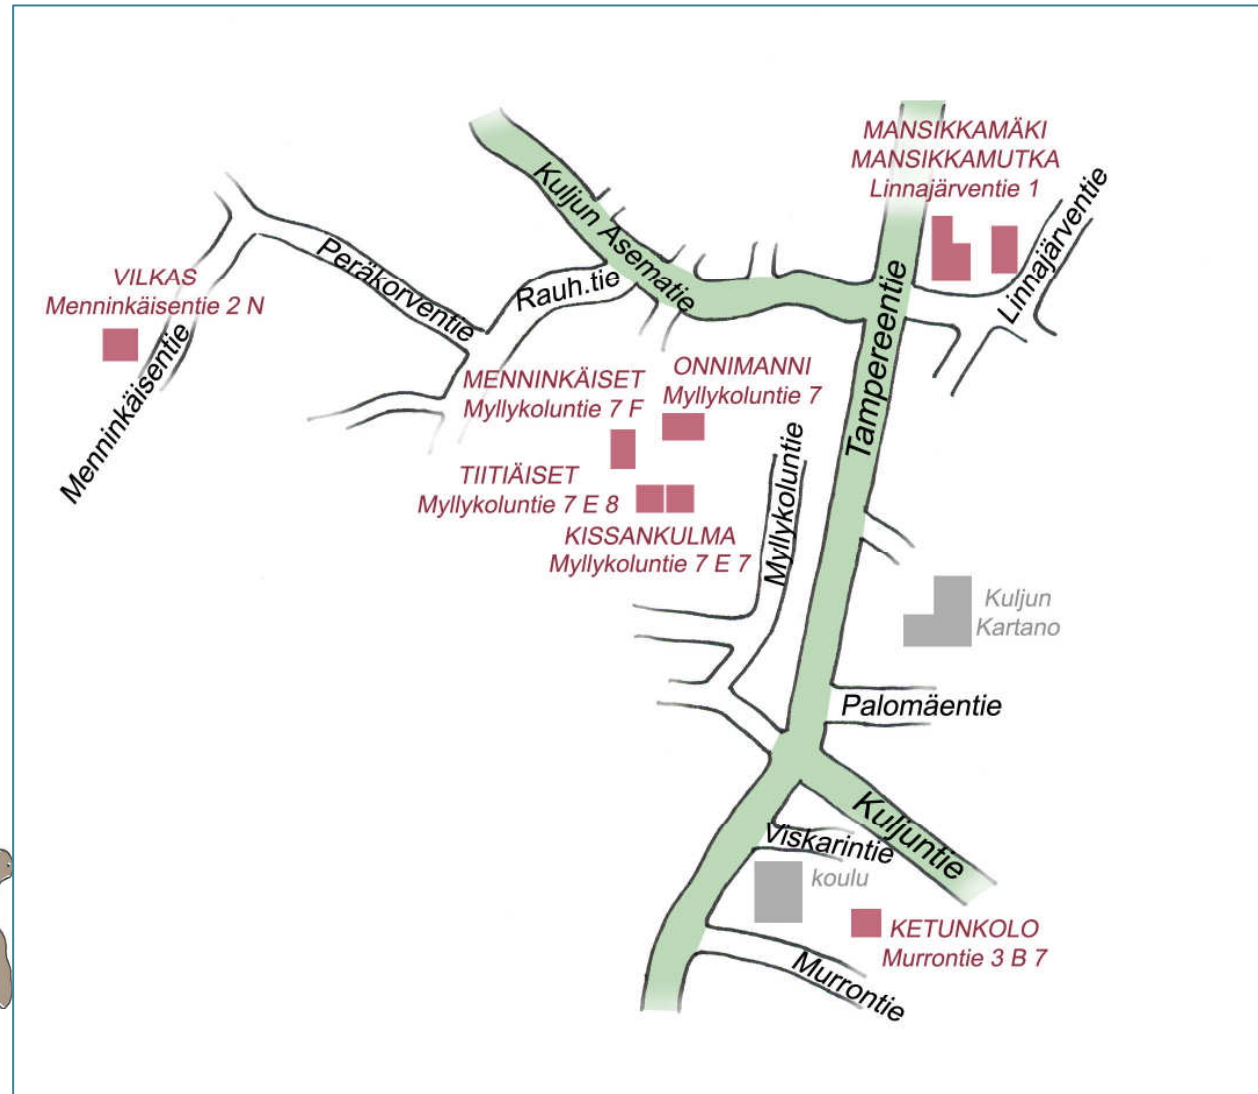 MANSIKKAMÄKI
MANSIKKAMUTKA
Linnajärventie 1
Kuljun Asematie
Linnajärventie
Peräkorventie
Rauh.tie
VILKAS
Menninkäisentie 2 N
Menninkäisentie
Tampereentie
MENNINKÄISET
Myllykoluntie 7 F
ONNIMANNI
Myllykoluntie 7
TIITIÄISET
Myllykoluntie 7 E 8
KISSANKULMA
Myllykoluntie 7 E 7
Myllykoluntie
Kuljun
Kartano
Palomäentie
Kuljuntie
Viskarintie
koulu
KETUNKOLO
Murrontie 3 B 7
Murrontie